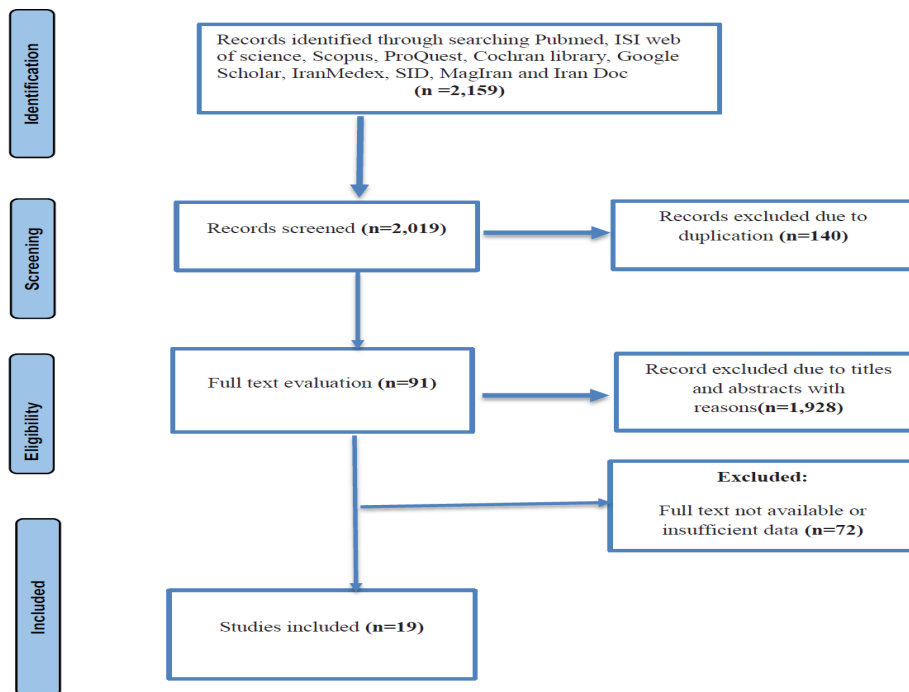 Identification
Records identified through searching Pubmed, ISI web
of science, Scopus, ProQuest, Cochran library, Google
Scholar, IranMedex, SID, MagIran and Iran Doc
(n =2,159)
Screening
Records screened (n=2,019)
Records excluded due to
duplication (n=140)
Eligibility
Full text evaluation (n=91)
Record excluded due to titles
and abstracts with
reasons(n=1,928)
Excluded:
Full text not available or
insufficient data (n=72)
Included
Studies included (n=19)